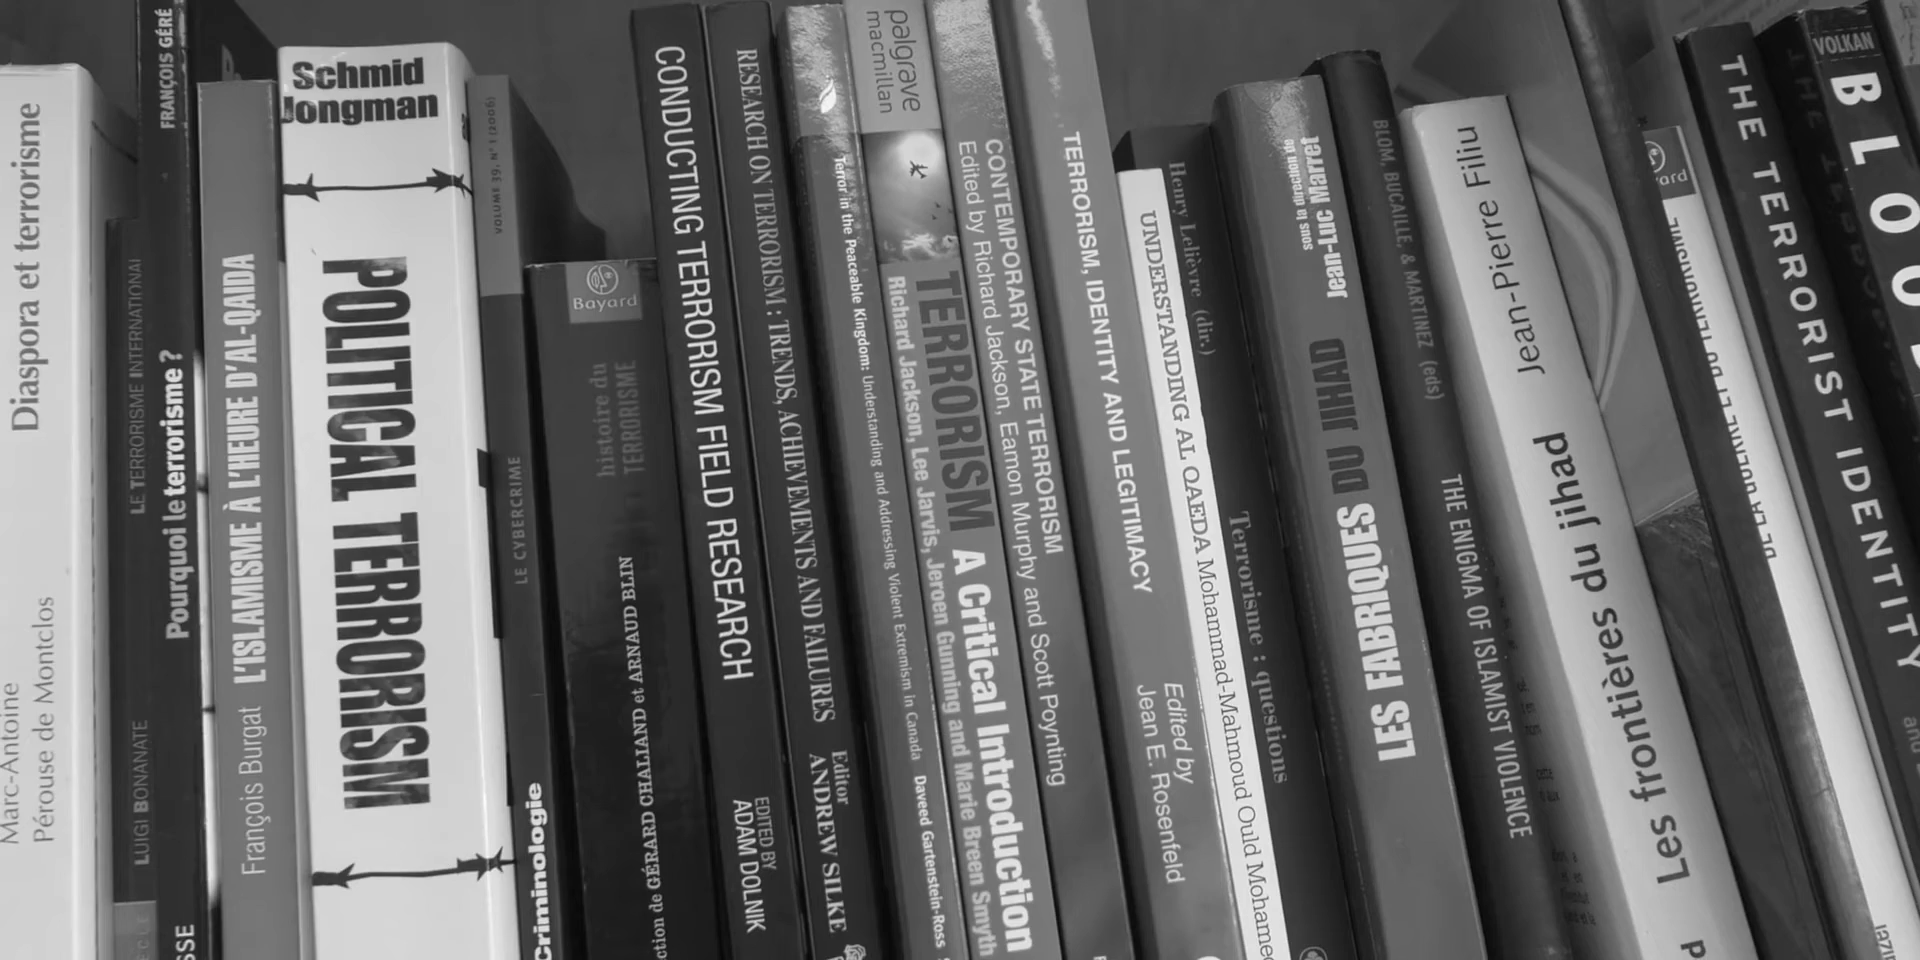 Diaspora et terrorisme
Marc-Antoine
Pérouse de Montclos
LE TERRORISME INTERNATIONAL
LUIGI BONANATE
FRANÇOIS GÉRÉ
Pourquoi le terrorisme ?
L'ISLAMISME À L'HEURE D'AL-QAIDA
François Burgat
Schmid
Jongman
POLITICAL TERRORISM
VOLUME 39, N° 1 (2006)
LE CYBERCRIME
Criminologie
Bayard
histoire du
TERRORISME
ction de GÉRARD CHALIAND et ARNAUD BLIN
CONDUCTING TERRORISM FIELD RESEARCH
EDITED BY
ADAM DOLNIK
RESEARCH ON TERRORISM : TRENDS, ACHIEVEMENTS AND FAILURES
Editor
ANDREW SILKE
Terror in the Peaceable Kingdom: Understanding and Addressing Violent Extremism in Canada
Daveed Gartenstein-Ross
palgrave
macmillan
TERRORISM A Critical Introduction
Richard Jackson, Lee Jarvis, Jeroen Gunning and Marie Breen Smyth
CONTEMPORARY STATE TERRORISM
Edited by Richard Jackson, Eamon Murphy and Scott Poynting
TERRORISM, IDENTITY AND LEGITIMACY
Edited by
Jean E. Rosenfeld
UNDERSTANDING AL QAEDA Mohammad-Mahmoud Ould Mohamed
Henry Lelièvre (dir.)
Terrorisme : questions
sous la direction de
Jean-Luc Marret
LES FABRIQUES DU JIHAD
BLOM, BUCAILLE, & MARTINEZ (eds)
THE ENIGMA OF ISLAMIST VIOLENCE
Jean-Pierre Filiu
Les frontières du jihad
THE TERRORIST IDENTITY
VOLKAN